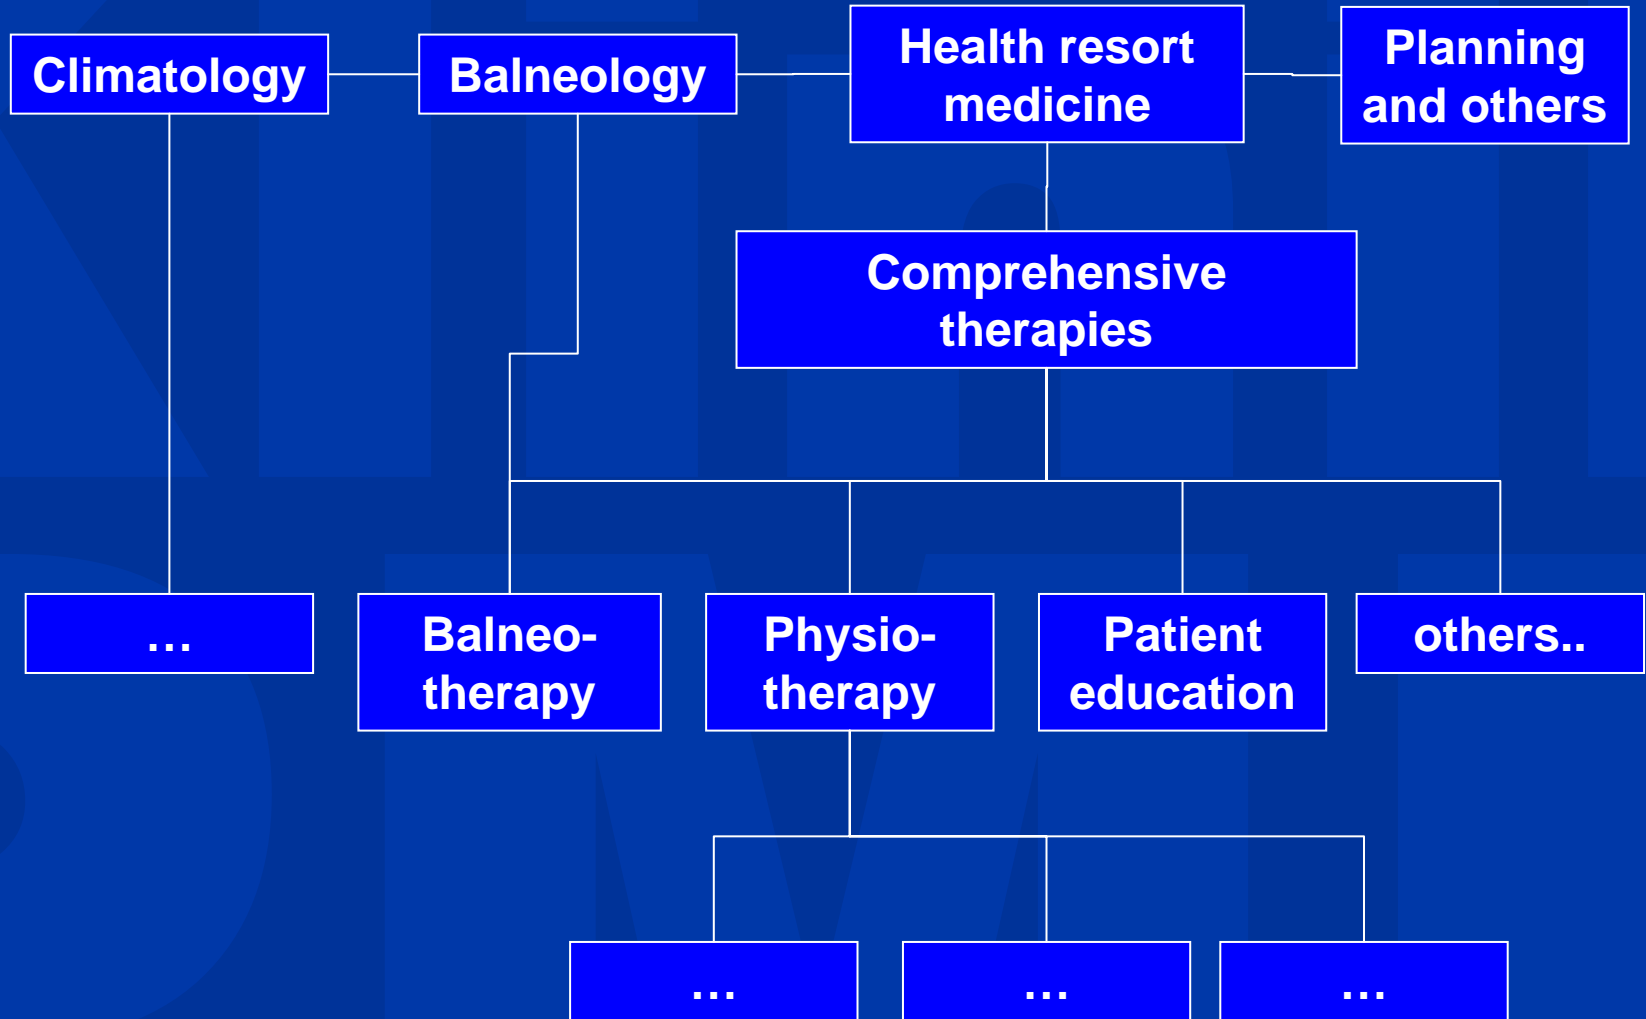 Climatology
Balneology
Health resort
medicine
Planning
and others
Comprehensive
therapies
…
Balneo-
therapy
Physio-
therapy
Patient
education
others..
…
…
…